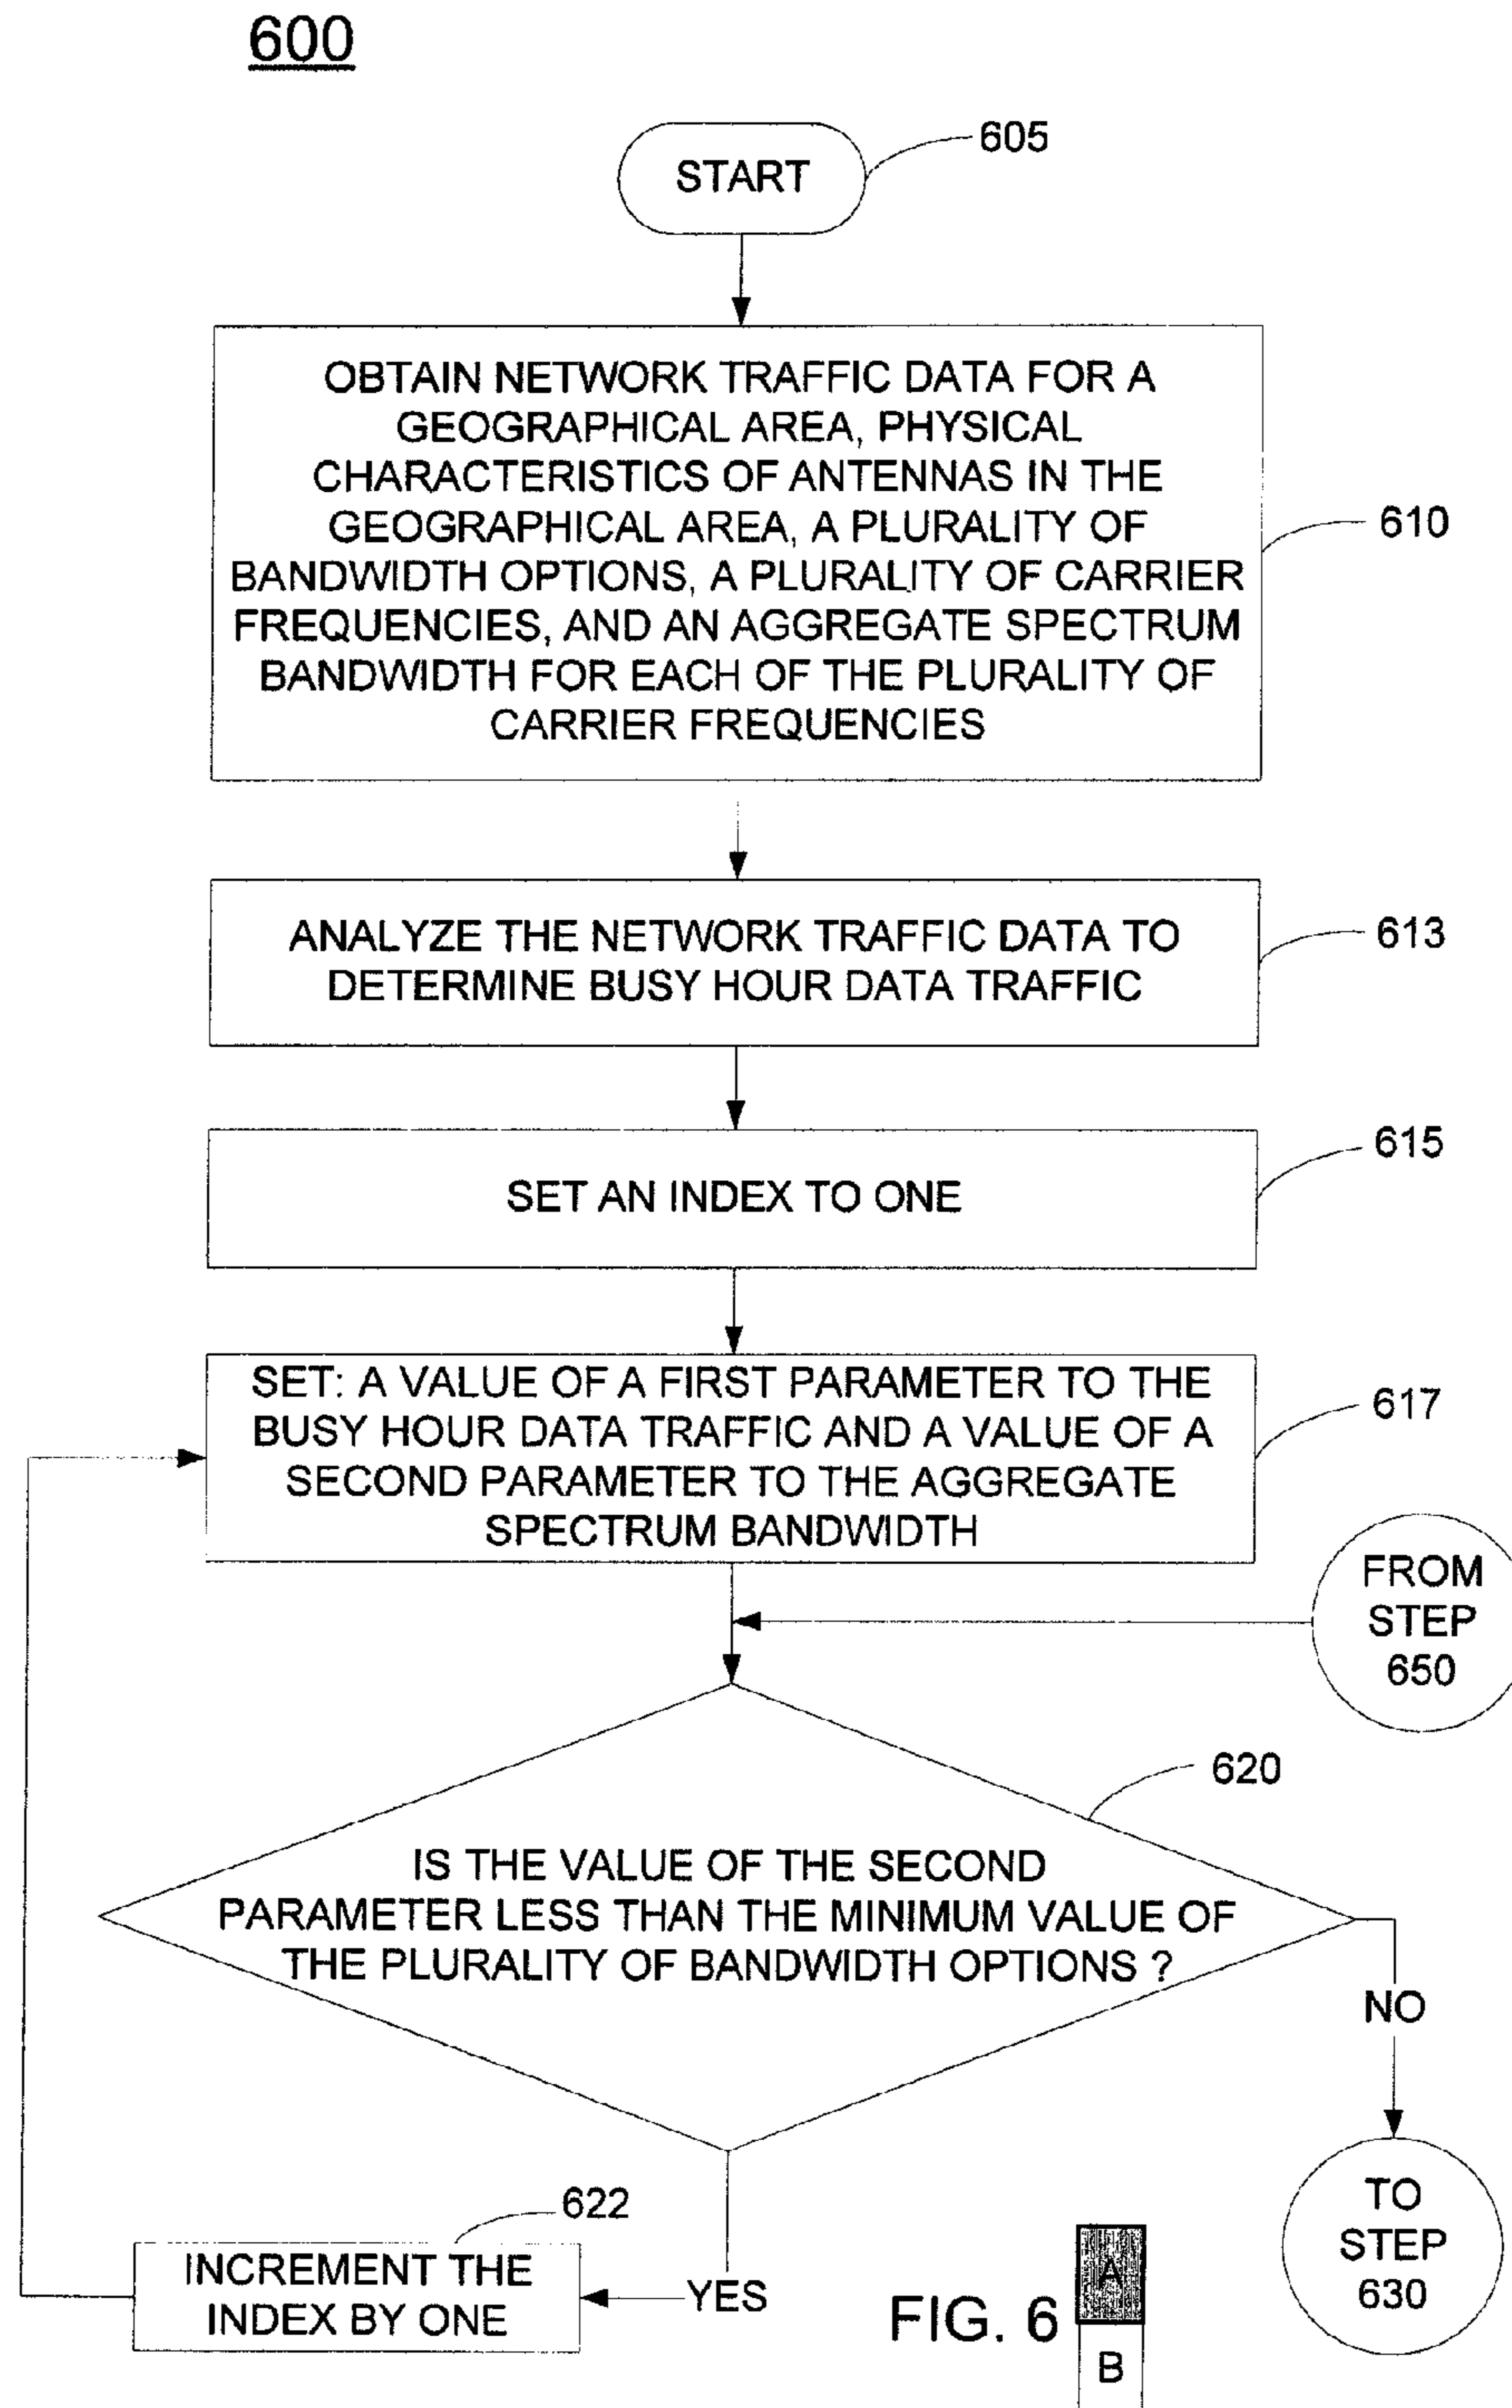 600
START
605
OBTAIN NETWORK TRAFFIC DATA FOR A
GEOGRAPHICAL AREA, PHYSICAL
CHARACTERISTICS OF ANTENNAS IN THE
GEOGRAPHICAL AREA, A PLURALITY OF
BANDWIDTH OPTIONS, A PLURALITY OF CARRIER
FREQUENCIES, AND AN AGGREGATE SPECTRUM
BANDWIDTH FOR EACH OF THE PLURALITY OF
CARRIER FREQUENCIES
610
ANALYZE THE NETWORK TRAFFIC DATA TO
DETERMINE BUSY HOUR DATA TRAFFIC
613
SET AN INDEX TO ONE
615
SET: A VALUE OF A FIRST PARAMETER TO THE
BUSY HOUR DATA TRAFFIC AND A VALUE OF A
SECOND PARAMETER TO THE AGGREGATE
SPECTRUM BANDWIDTH
617
FROM
STEP
650
620
IS THE VALUE OF THE SECOND
PARAMETER LESS THAN THE MINIMUM VALUE OF
THE PLURALITY OF BANDWIDTH OPTIONS ?
NO
TO
STEP
630
622
INCREMENT THE
INDEX BY ONE
YES
FIG. 6
A
B